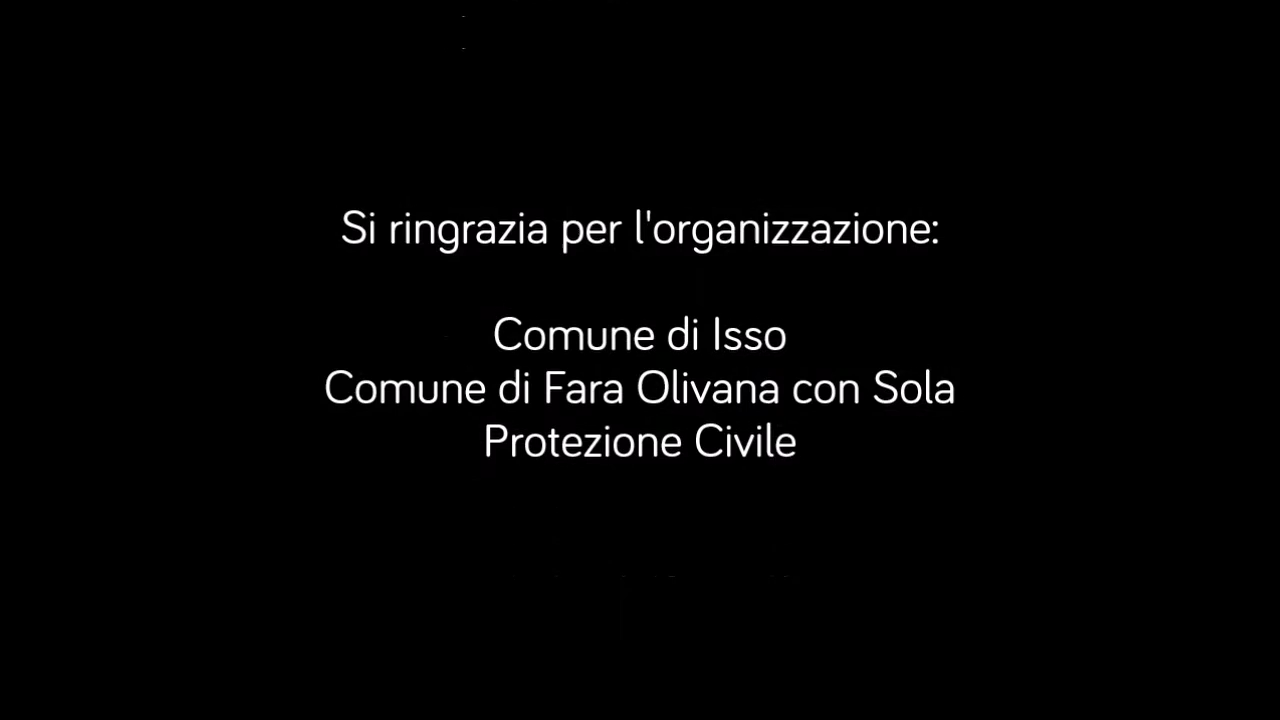 Si ringrazia per l'organizzazione:
Comune di Isso
Comune di Fara Olivana con Sola
Protezione Civile